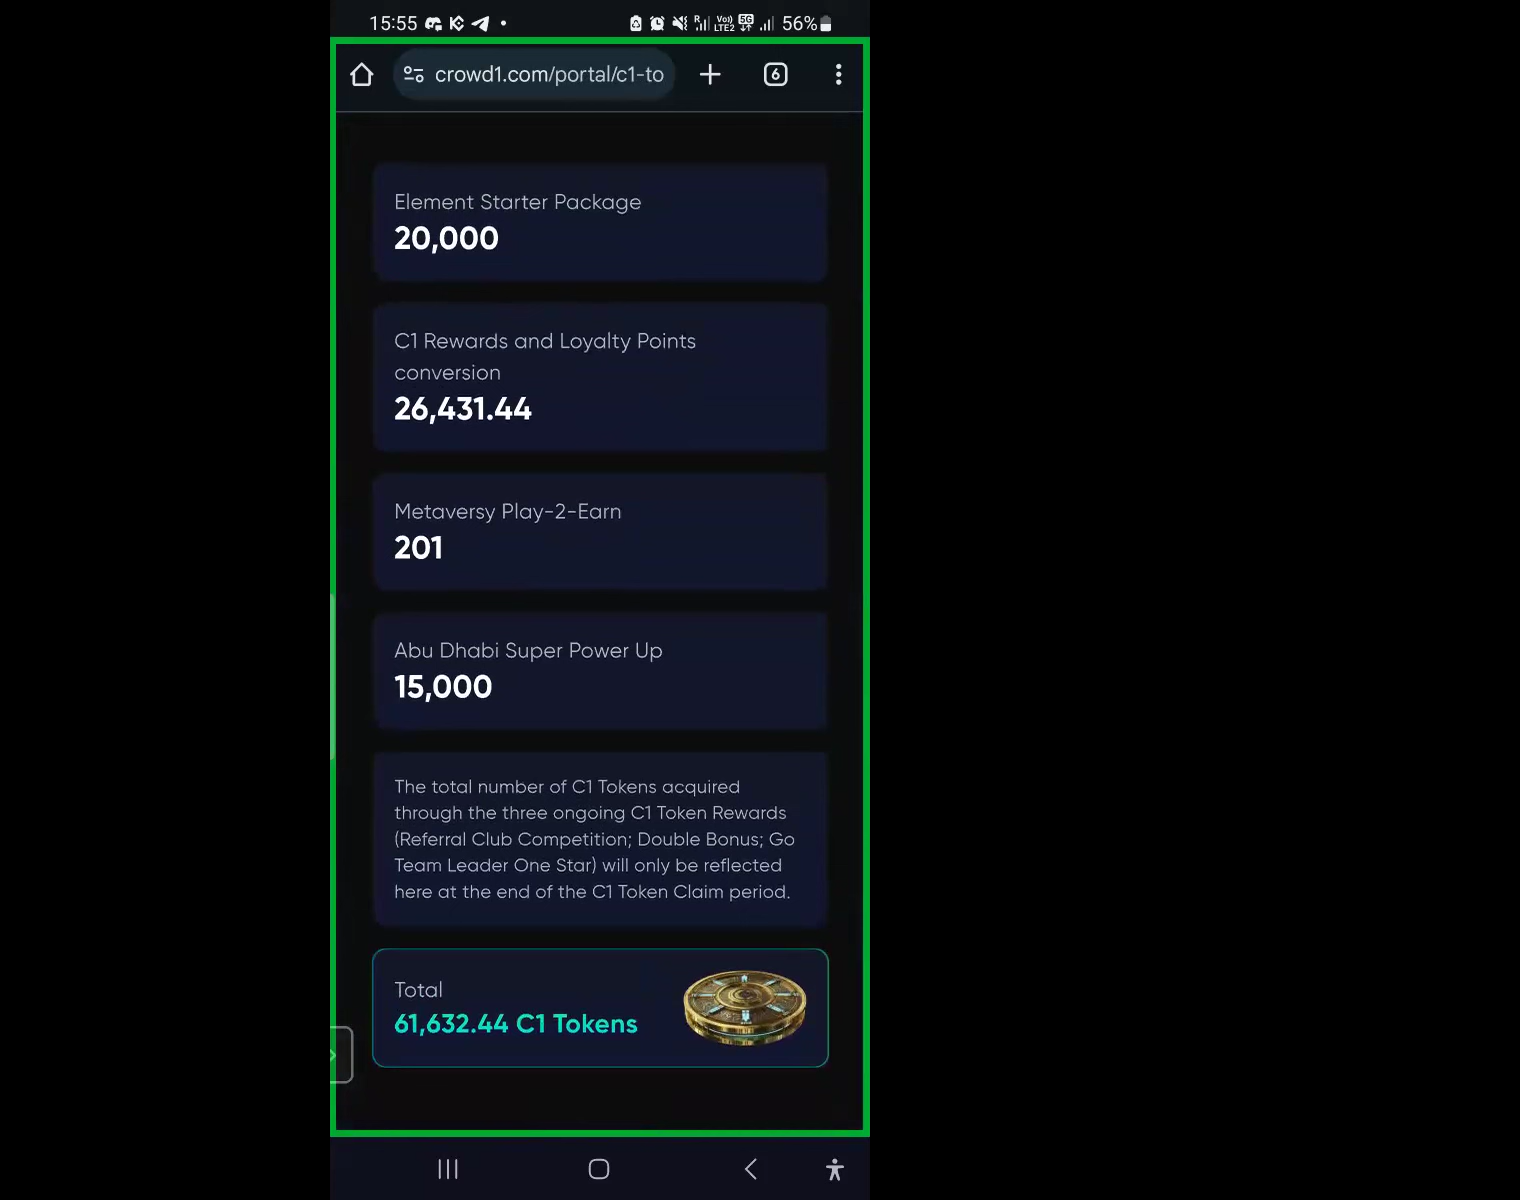 15:55
R Vo)) LTE2 5G 56%
crowd1.com/portal/c1-to
6
Element Starter Package
20,000
C1 Rewards and Loyalty Points
conversion
26,431.44
Metaversy Play-2-Earn
201
Abu Dhabi Super Power Up
15,000
The total number of C1 Tokens acquired
through the three ongoing C1 Token Rewards
(Referral Club Competition; Double Bonus; Go
Team Leader One Star) will only be reflected
here at the end of the C1 Token Claim period.
Total
61,632.44 C1 Tokens